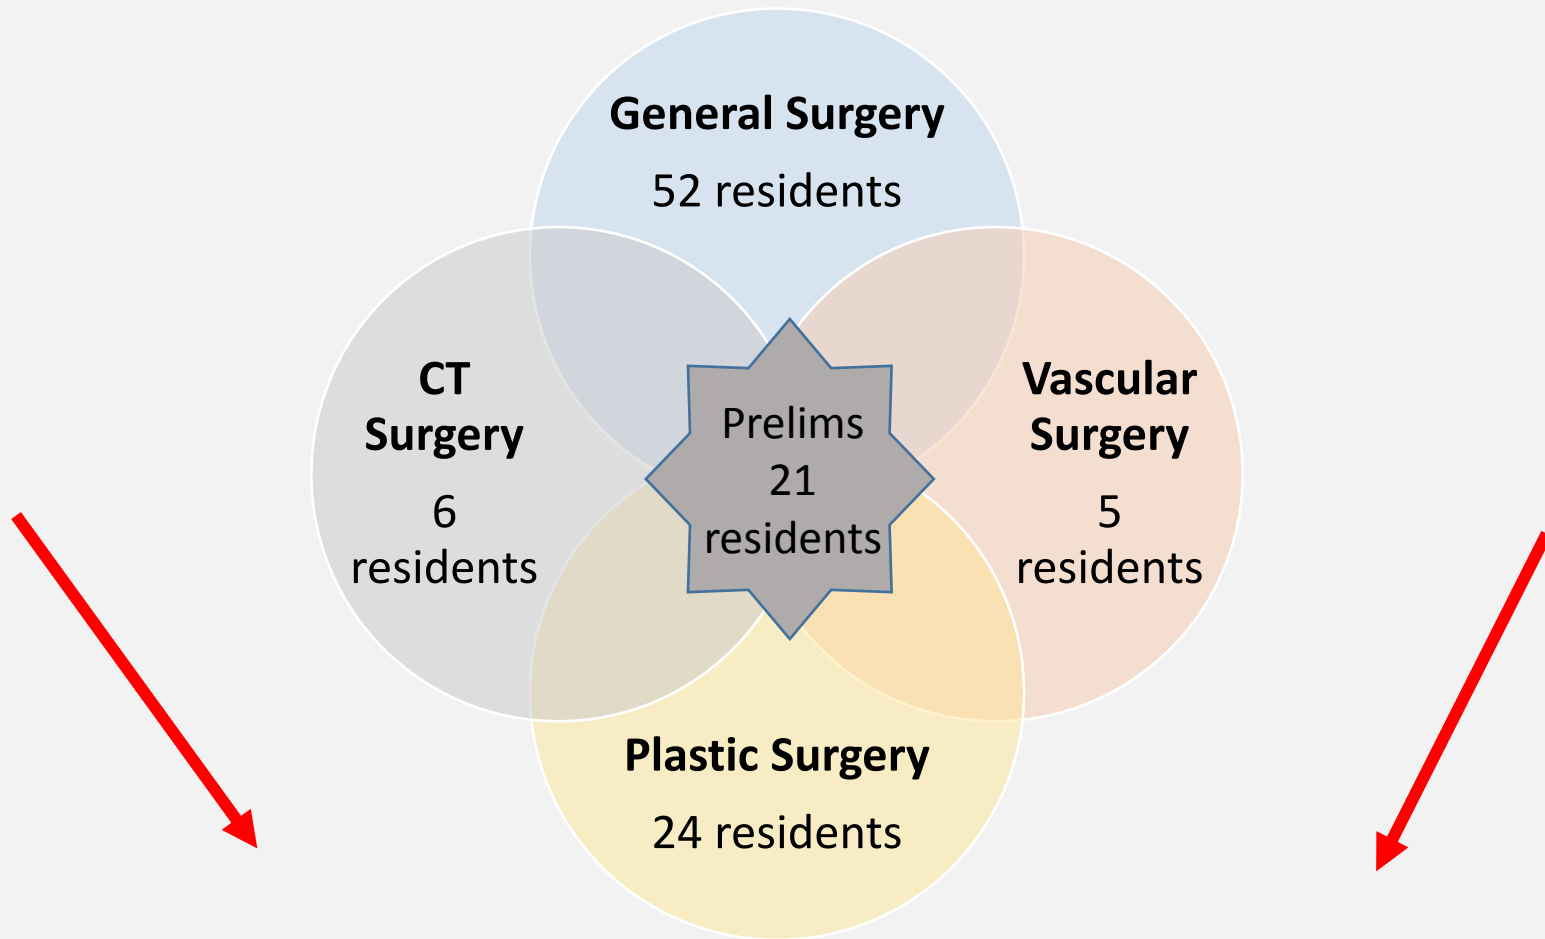 General Surgery
52 residents
CT
Surgery
6
residents
Prelims
21
residents
Vascular
Surgery
5
residents
Plastic Surgery
24 residents